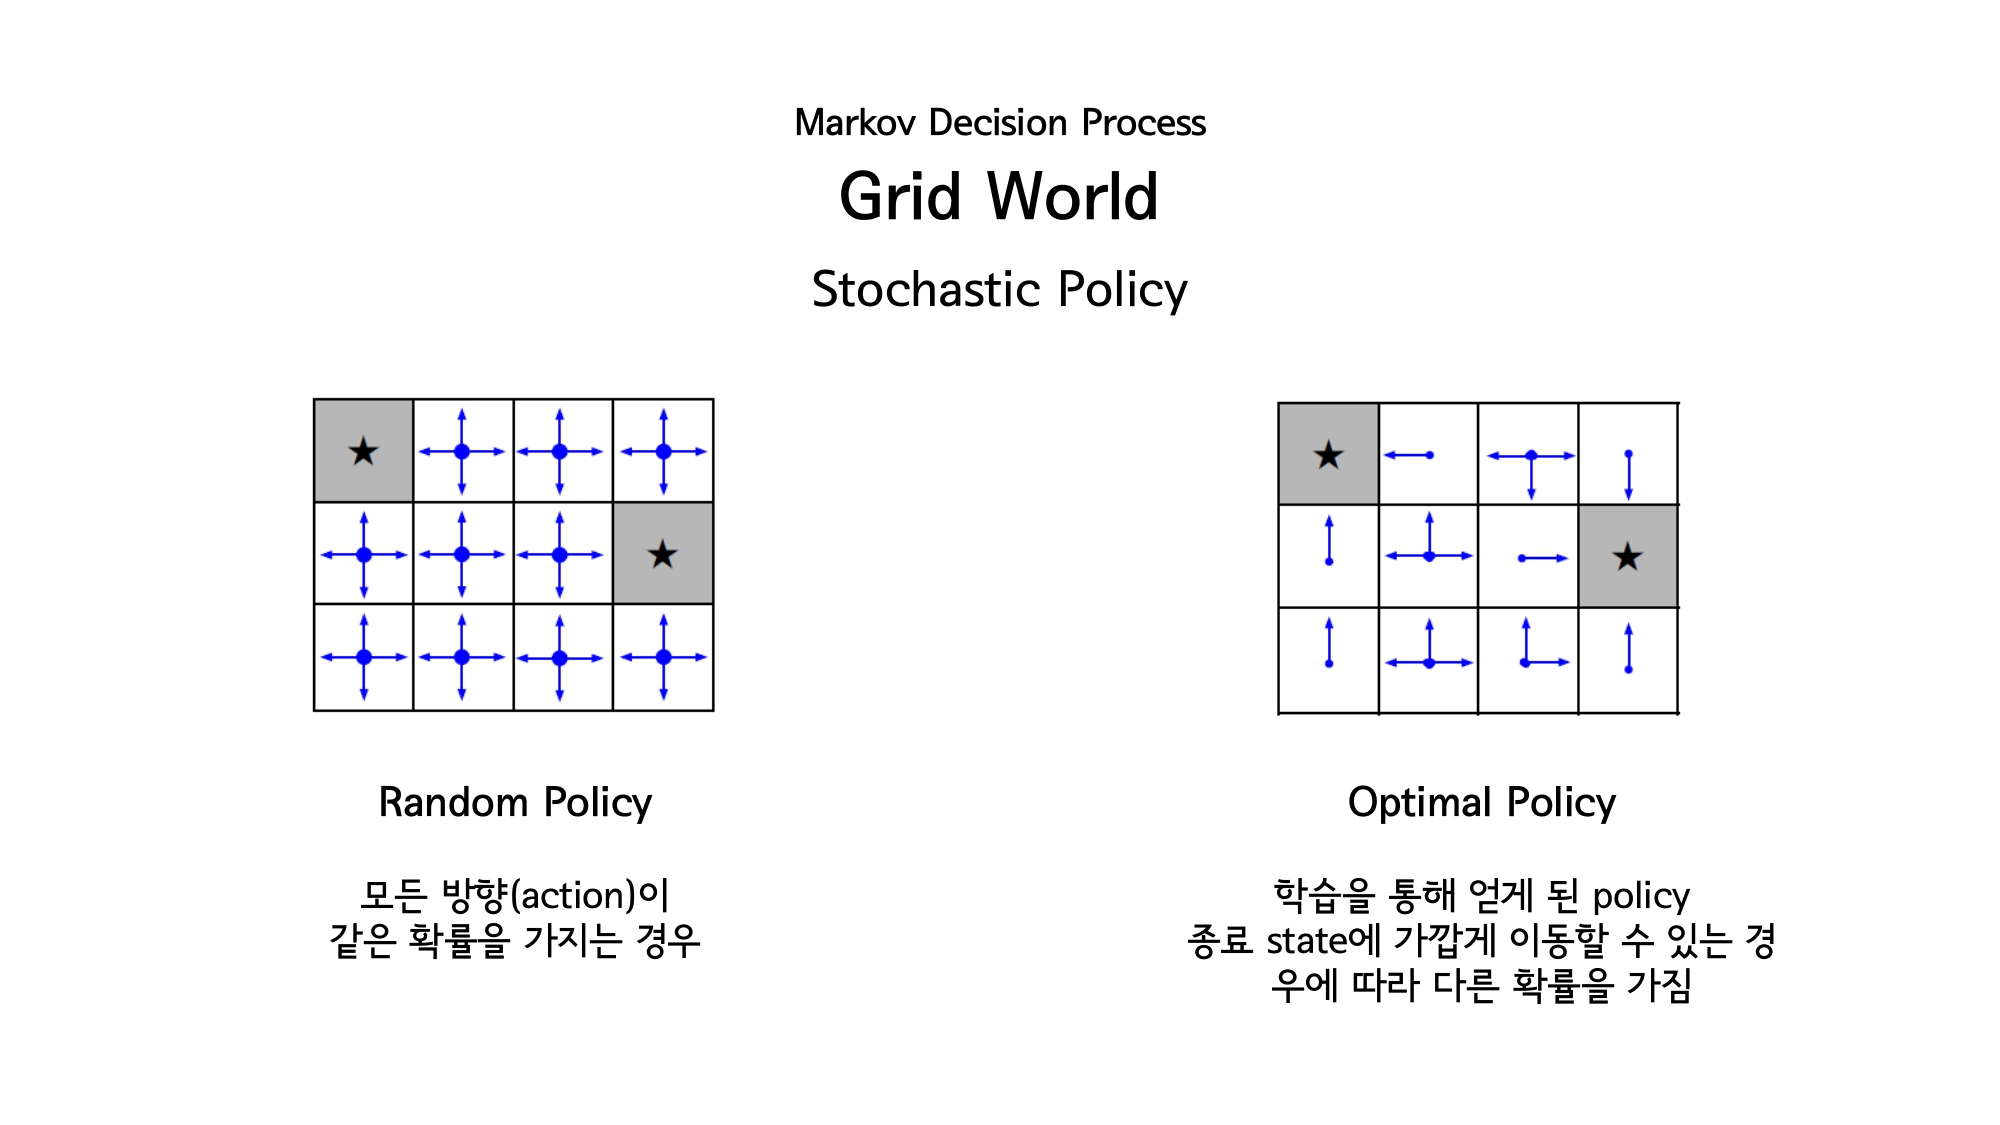 Markov Decision Process
Grid World
Stochastic Policy
Random Policy
모든 방향(action)이
같은 확률을 가지는 경우
Optimal Policy
학습을 통해 얻게 된 policy
종료 state에 가깝게 이동할 수 있는 경
우에 따라 다른 확률을 가짐